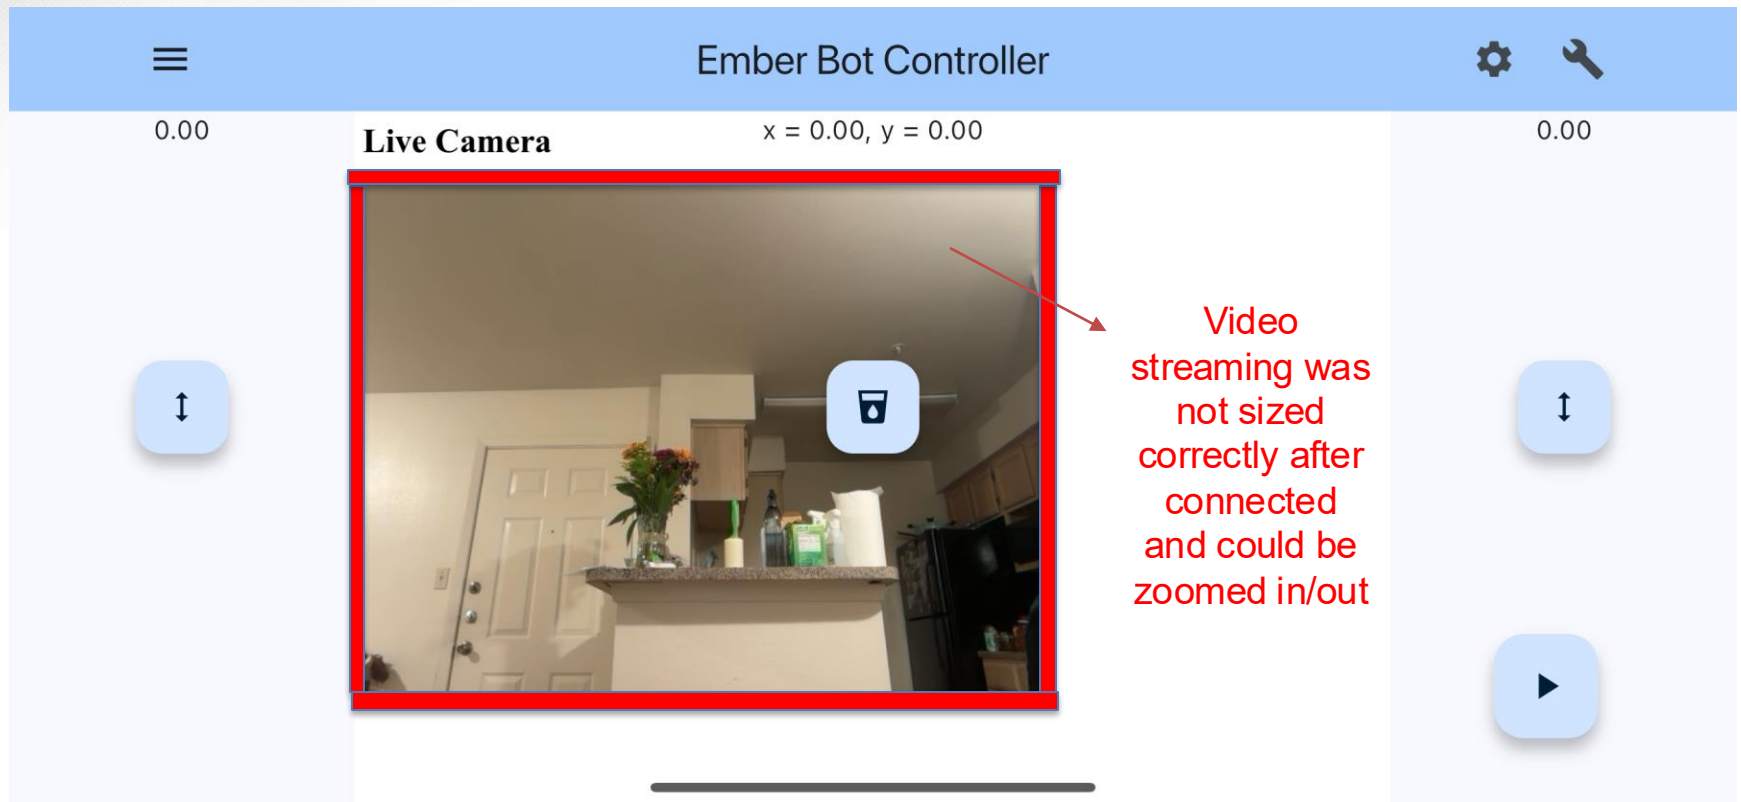 Ember Bot Controller
0.00
Live Camera
x = 0.00, y = 0.00
0.00
Video
streaming was
not sized
correctly after
connected
and could be
zoomed in/out